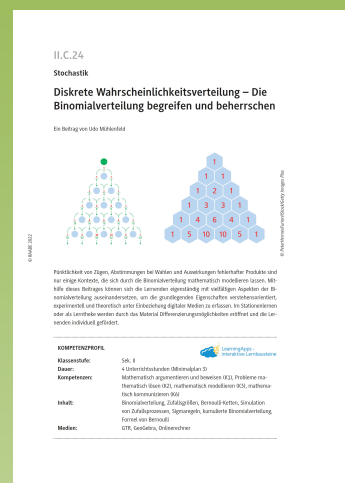 II.C.24
Stochastik
Diskrete Wahrscheinlichkeitsverteilung – Die
Binomialverteilung begreifen und beherrschen
Ein Beitrag von Udo Mühlenfeld
1
1 1
1 2 1
1 3 3 1
1 4 6 4 1
1 5 10 10 5 1
© RAABE 2022
© PeterHermesFurian/iStock/Getty Images Plus
Pünktlichkeit von Zügen, Abstimmungen bei Wahlen und Auswirkungen fehlerhafter Produkte sind
nur einige Kontexte, die sich durch die Binomialverteilung mathematisch modellieren lassen. Mit-
hilfe dieses Beitrages können sich die Lernenden eigenständig mit vielfältigen Aspekten der Bi-
nomialverteilung auseinandersetzen, um die grundlegenden Eigenschaften verstehensorientiert,
experimentell und theoretisch unter Einbeziehung digitaler Medien zu erfassen. Im Stationenlernen
oder als Lerntheke werden durch das Material Differenzierungsmöglichkeiten eröffnet und die Ler-
nenden individuell gefördert.
KOMPETENZPROFIL
LearningApps -
interaktive Lernbausteine
Klassenstufe: Sek. II
Dauer: 4 Unterrichtsstunden (Minimalplan 3)
Kompetenzen: Mathematisch argumentieren und beweisen (K1), Probleme ma-
thematisch lösen (K2), mathematisch modellieren (K3), mathema-
tisch kommunizieren (K6)
Inhalt: Binomialverteilung, Zufallsgrößen, Bernoulli-Ketten, Simulation
von Zufallsprozessen, Sigmaregeln, kumulierte Binomialverteilung,
Formel von Bernoulli
Medien: GTR, GeoGebra, Onlinerechner